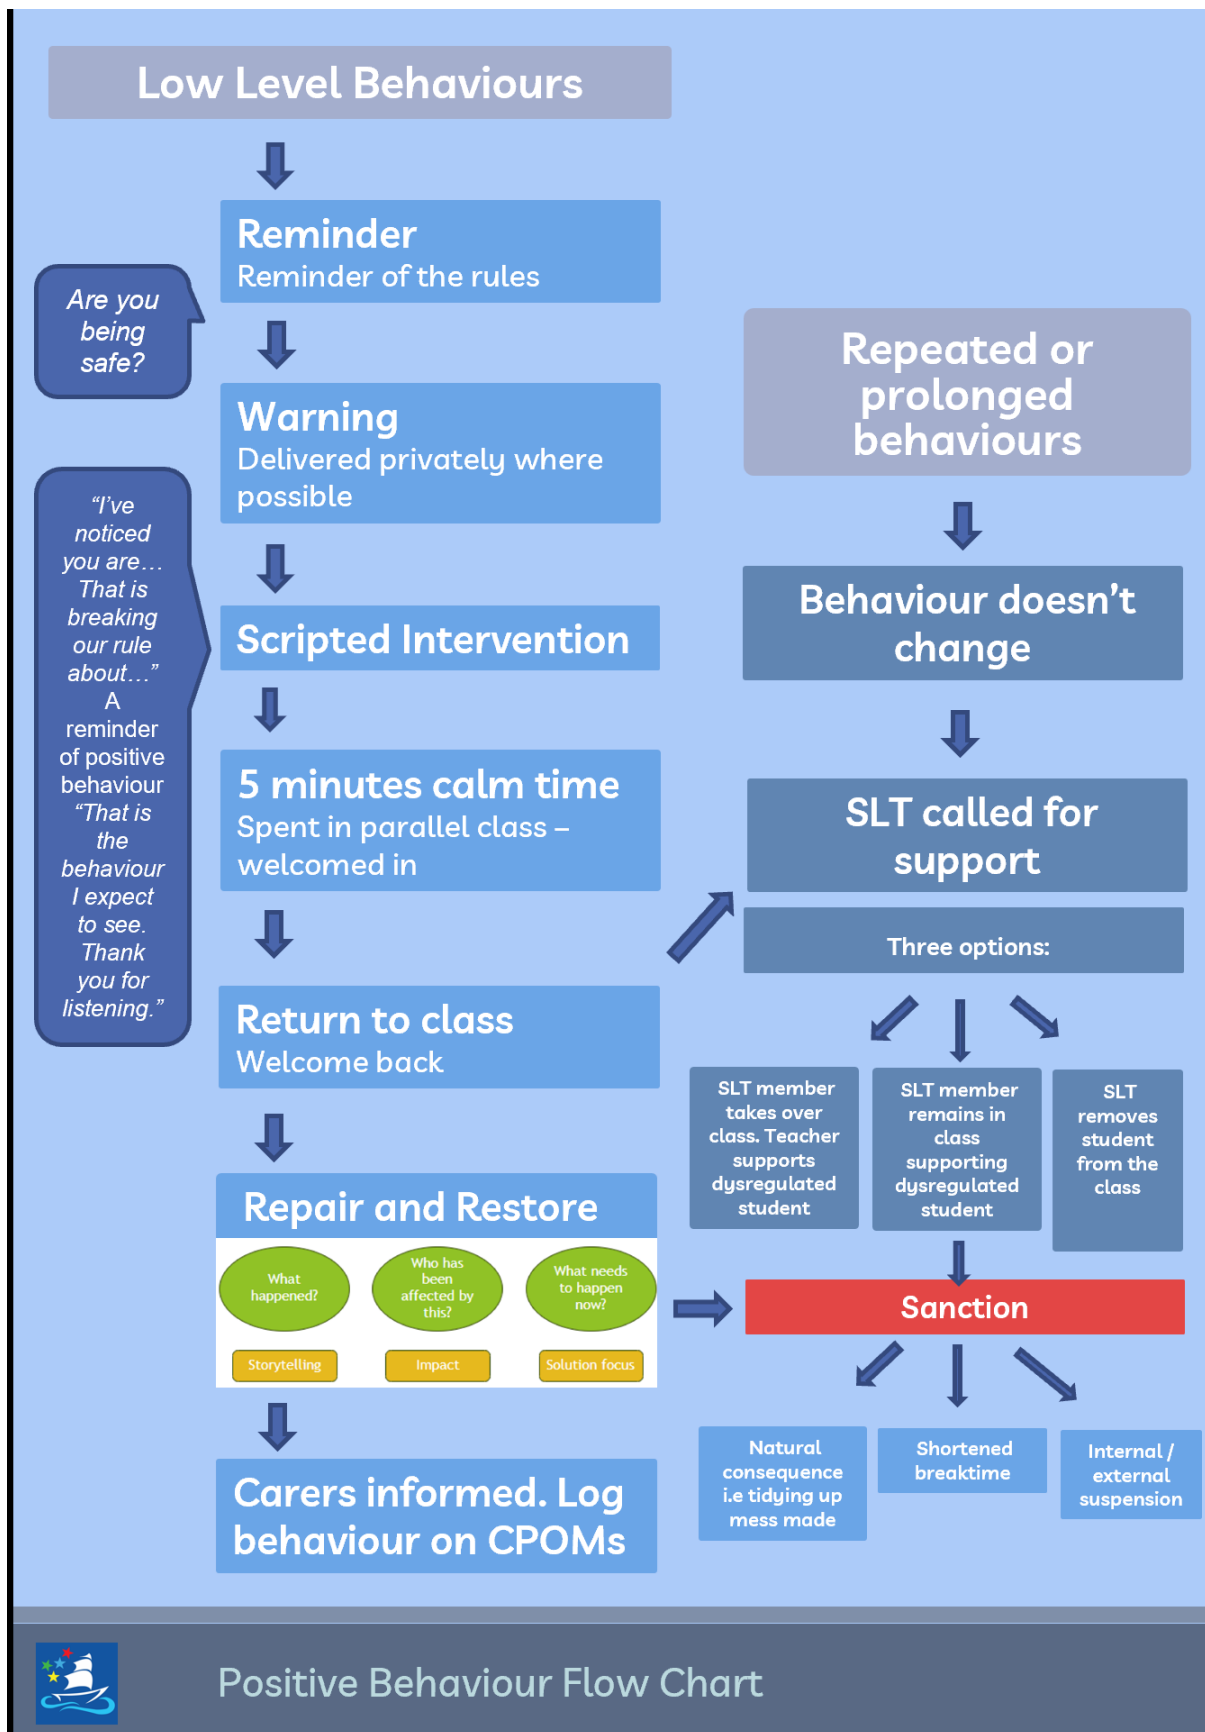 Low Level Behaviours
Reminder
Reminder of the rules
Are you
being
safe?
Warning
Delivered privately where
possible
“I’ve
noticed
you are…
That is
breaking
our rule
about…”
A
reminder
of positive
behaviour
“That is
the
behaviour
I expect
to see.
Thank
you for
listening.”
Scripted Intervention
5 minutes calm time
Spent in parallel class –
welcomed in
Return to class
Welcome back
Repair and Restore
What
happened?
Who has
been
affected by
this?
What needs
to happen
now?
Storytelling
Impact
Solution focus
Carers informed. Log
behaviour on CPOMs
Repeated or
prolonged
behaviours
Behaviour doesn’t
change
SLT called for
support
Three options:
SLT member
takes over
class. Teacher
supports
dysregulated
student
SLT member
remains in
class
supporting
dysregulated
student
SLT
removes
student
from the
class
Sanction
Natural
consequence
i.e tidying up
mess made
Shortened
breaktime
Internal /
external
suspension
Positive Behaviour Flow Chart